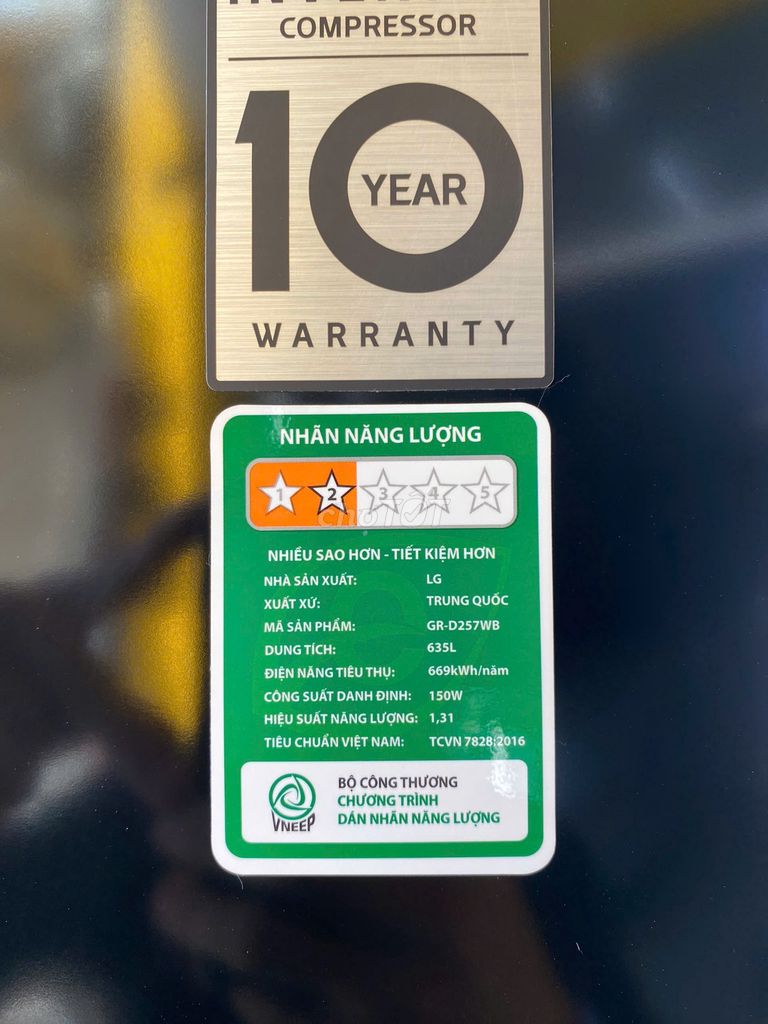 COMPRESSOR
10
YEAR
WARRANTY
NHÃN NĂNG LƯỢNG
1 2 3 4 5
chợTỐT
NHIỀU SAO HƠN - TIẾT KIỆM HƠN
NHÀ SẢN XUẤT: LG
XUẤT XỨ: TRUNG QUỐC
MÃ SẢN PHẨM: GR-D257WB
DUNG TÍCH: 635L
ĐIỆN NĂNG TIÊU THỤ: 669kWh/năm
CÔNG SUẤT DANH ĐỊNH: 150W
HIỆU SUẤT NĂNG LƯỢNG: 1,31
TIÊU CHUẨN VIỆT NAM: TCVN 7828:2016
VNEEP
BỘ CÔNG THƯƠNG
CHƯƠNG TRÌNH
DÁN NHÃN NĂNG LƯỢNG